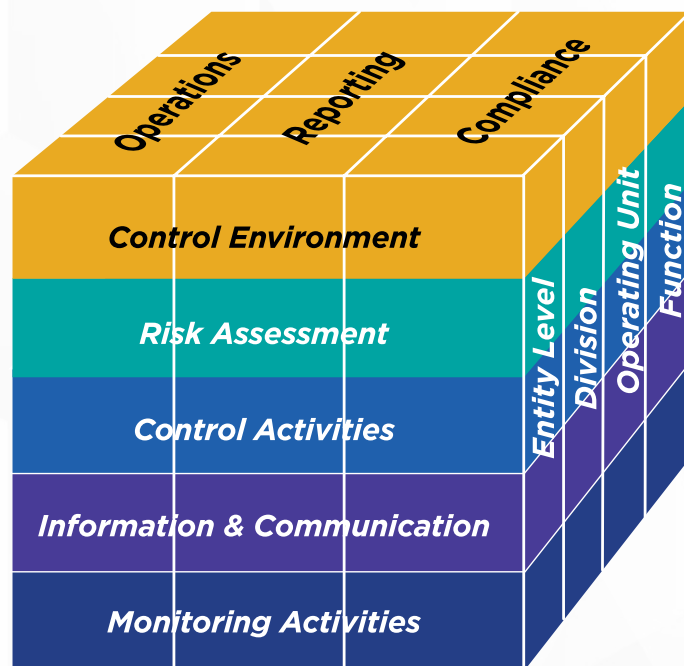 Operations
Reporting
Compliance
Control Environment
Risk Assessment
Control Activities
Information & Communication
Monitoring Activities
Entity Level
Division
Operating Unit
Function